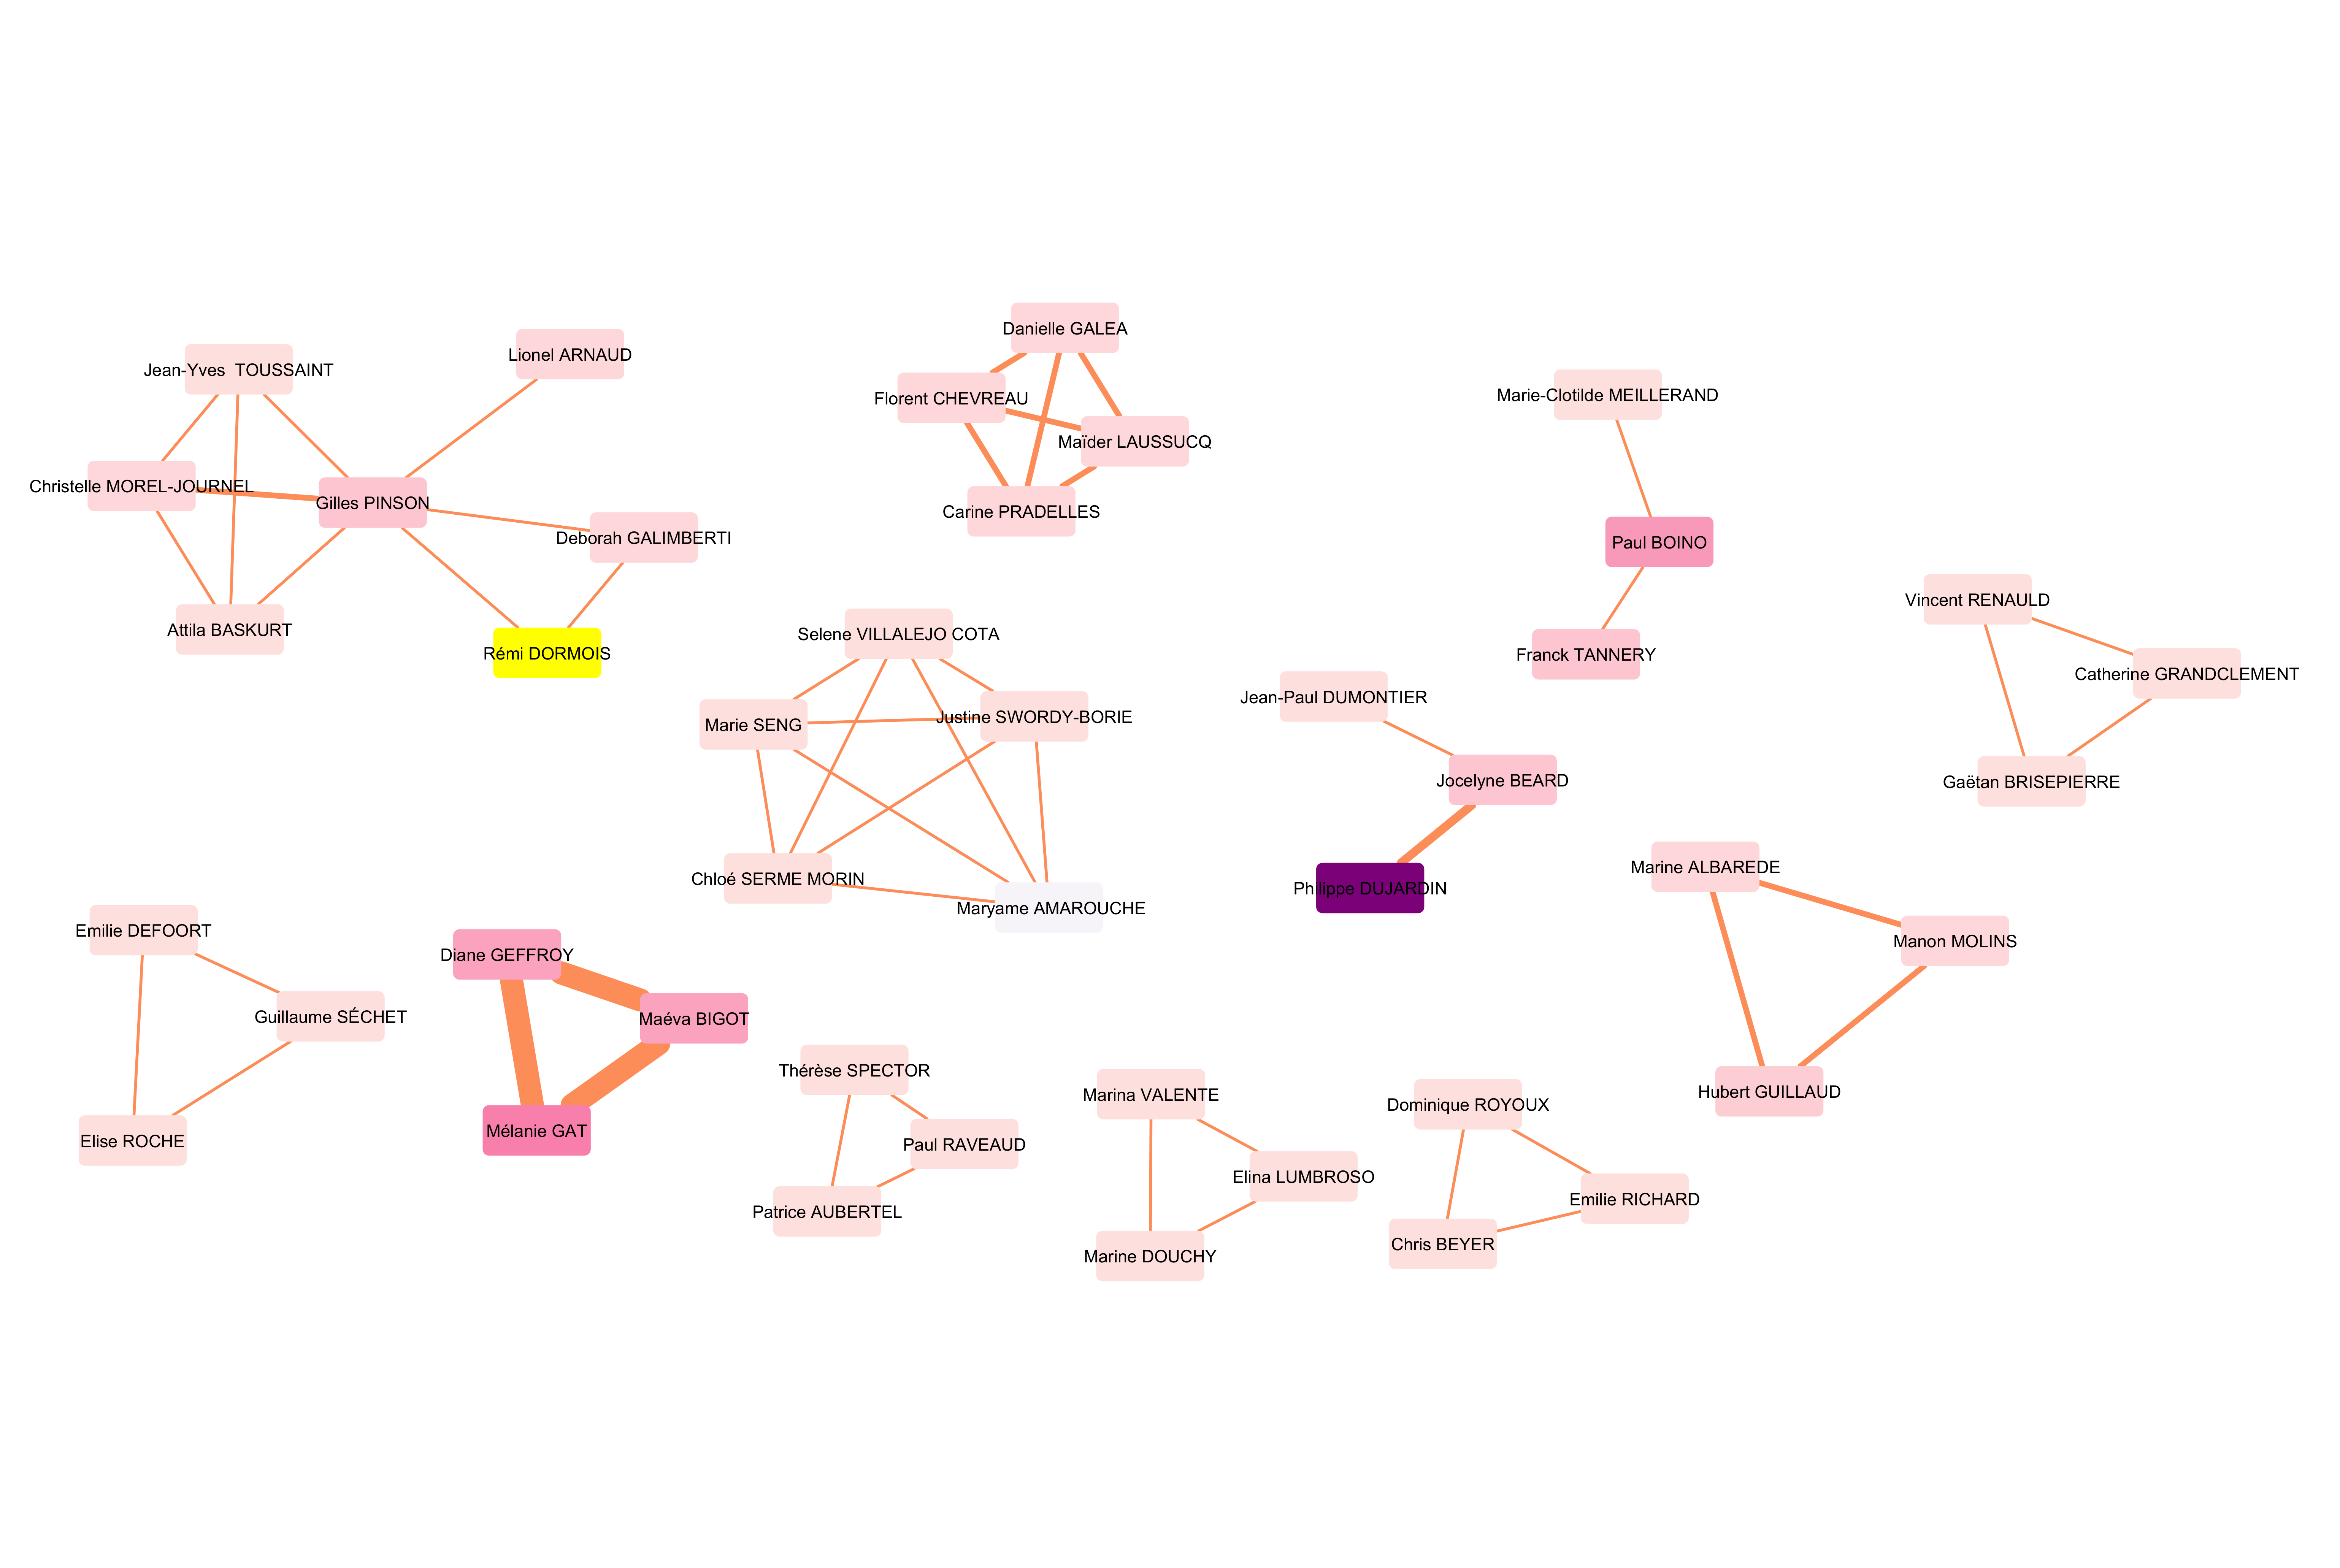 Danielle GALEA
Lionel ARNAUD
Jean-Yves  TOUSSAINT
Marie-Clotilde MEILLERAND
Florent CHEVREAU
Maïder LAUSSUCQ
Christelle MOREL-JOURNEL
Gilles PINSON
Carine PRADELLES
Deborah GALIMBERTI
Paul BOINO
Vincent RENAULD
Attila BASKURT
Selene VILLALEJO COTA
Rémi DORMOIS
Franck TANNERY
Catherine GRANDCLEMENT
Jean-Paul DUMONTIER
Justine SWORDY-BORIE
Marie SENG
Jocelyne BEARD
Gaëtan BRISEPIERRE
Marine ALBAREDE
Chloé SERME MORIN
Philippe DUJARDIN
Maryame AMAROUCHE
Emilie DEFOORT
Manon MOLINS
Diane GEFFROY
Guillaume SÉCHET
Maéva BIGOT
Thérèse SPECTOR
Hubert GUILLAUD
Marina VALENTE
Dominique ROYOUX
Mélanie GAT
Elise ROCHE
Paul RAVEAUD
Elina LUMBROSO
Emilie RICHARD
Patrice AUBERTEL
Chris BEYER
Marine DOUCHY